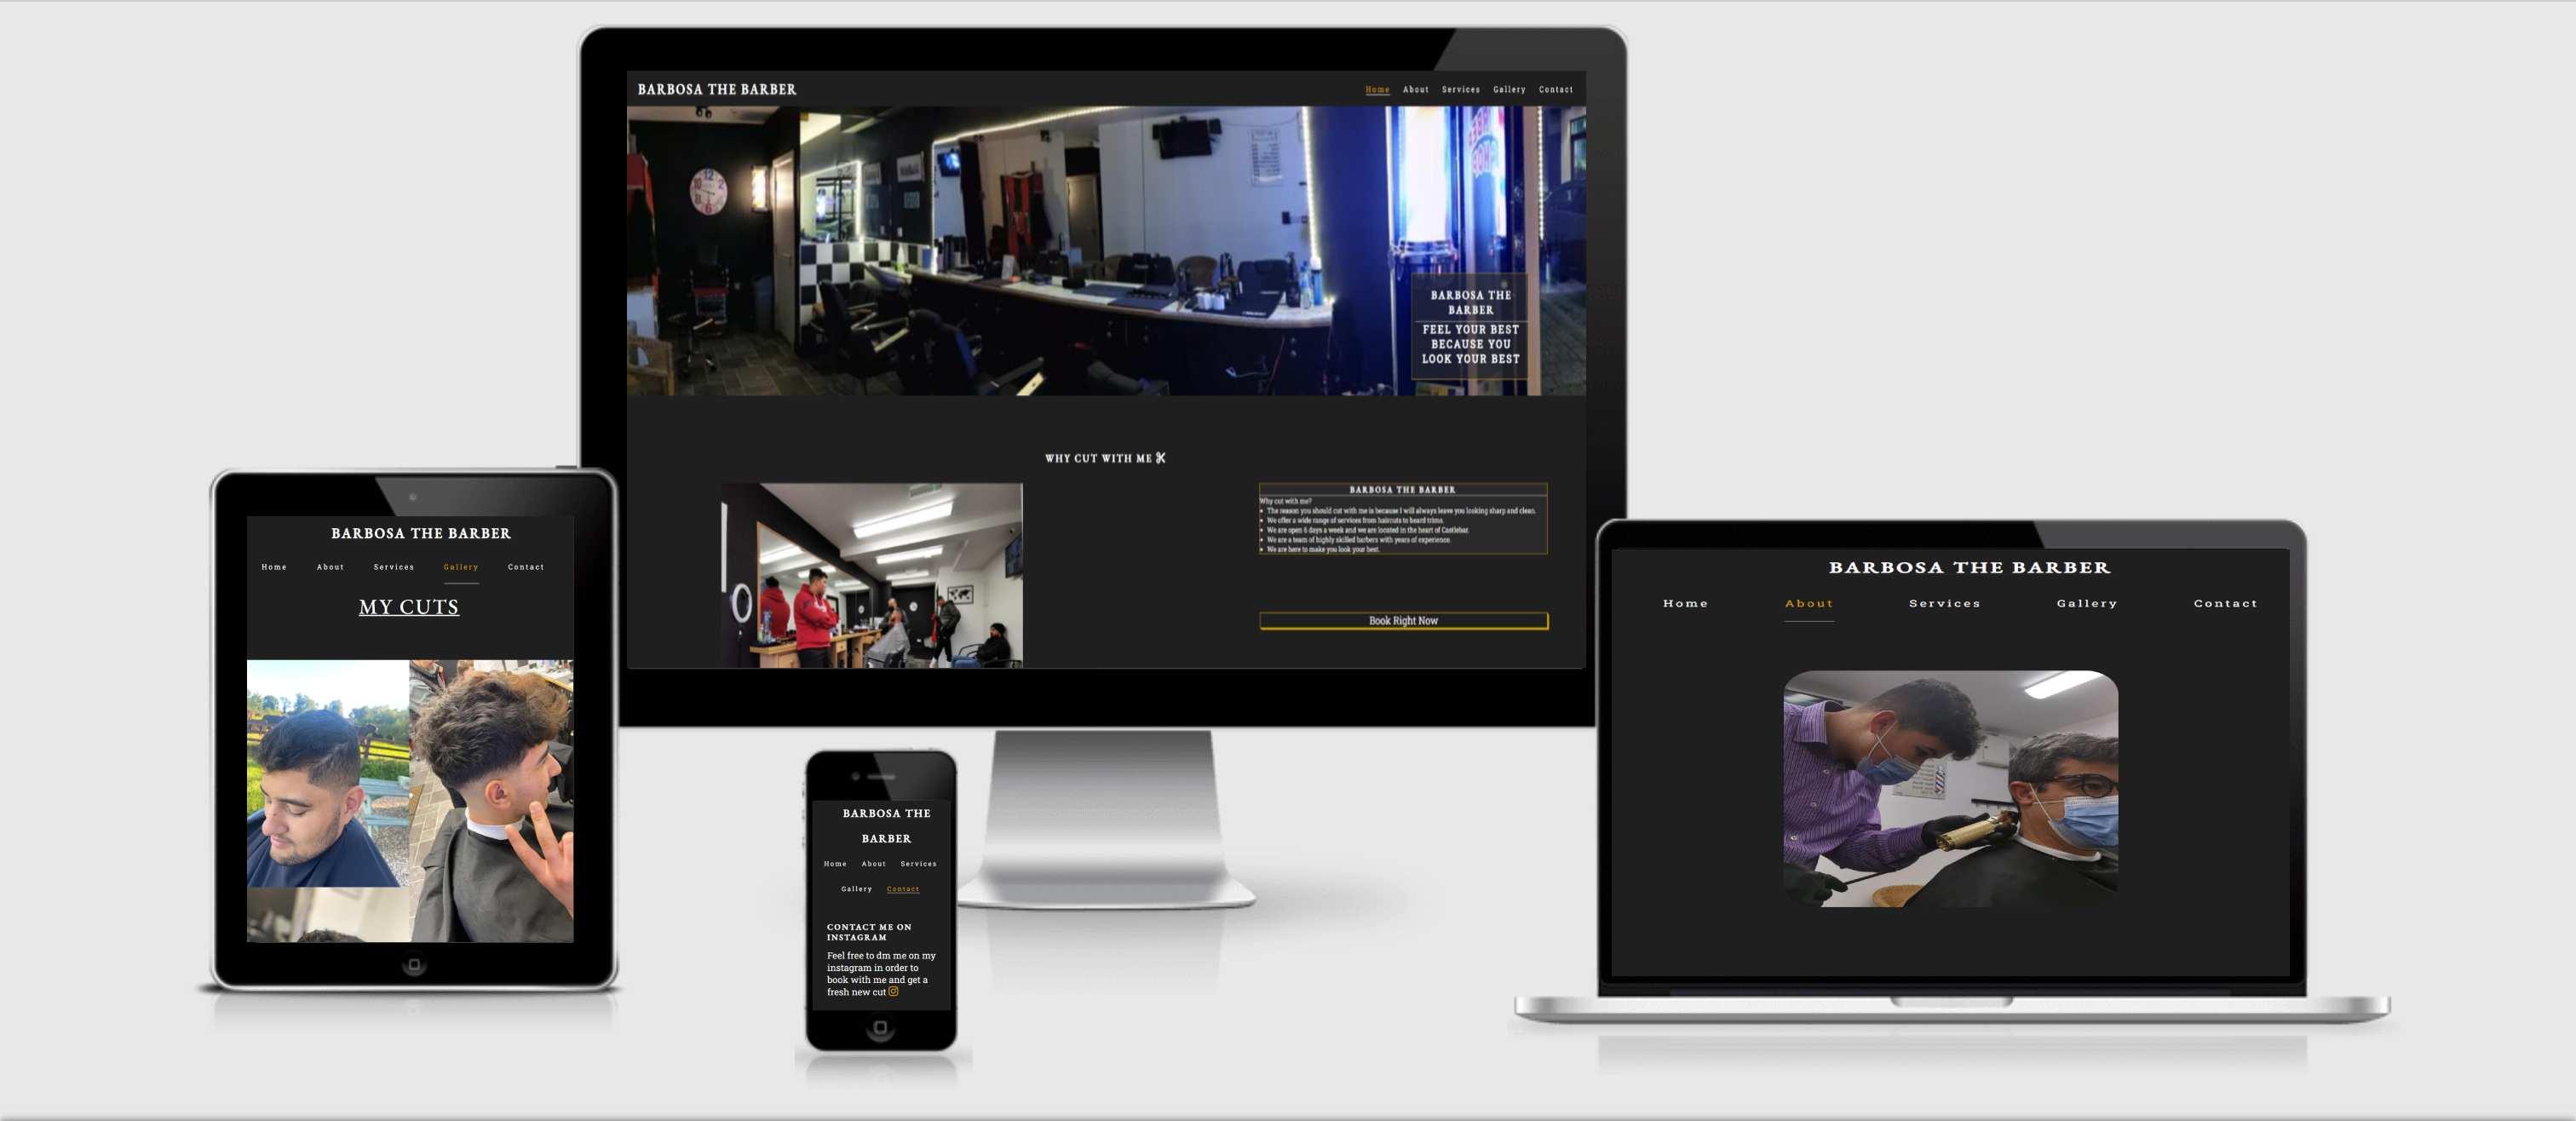 BARBOSA THE BARBER
Home About Services Gallery Contact
BARBOSA THE
BARBER
FEEL YOUR BEST
BECAUSE YOU
LOOK YOUR BEST
WHY CUT WITH ME
BARBOSA THE BARBER
Why cut with me?
The reason you should cut with me is because I will always leave you looking sharp and clean.
We offer a wide range of services from haircuts to beard trims.
We are open 6 days a week and we are located in the heart of Castlebar.
We are a team of highly skilled barbers with years of experience.
We are here to make you look your best.
Book Right Now
BARBOSA THE BARBER
Home About Services Gallery Contact
MY CUTS
BARBOSA THE
BARBER
Home About Services
Gallery Contact
CONTACT ME ON
INSTAGRAM
Feel free to dm me on my
instagram in order to
book with me and get a
fresh new cut
BARBOSA THE BARBER
Home About Services Gallery Contact